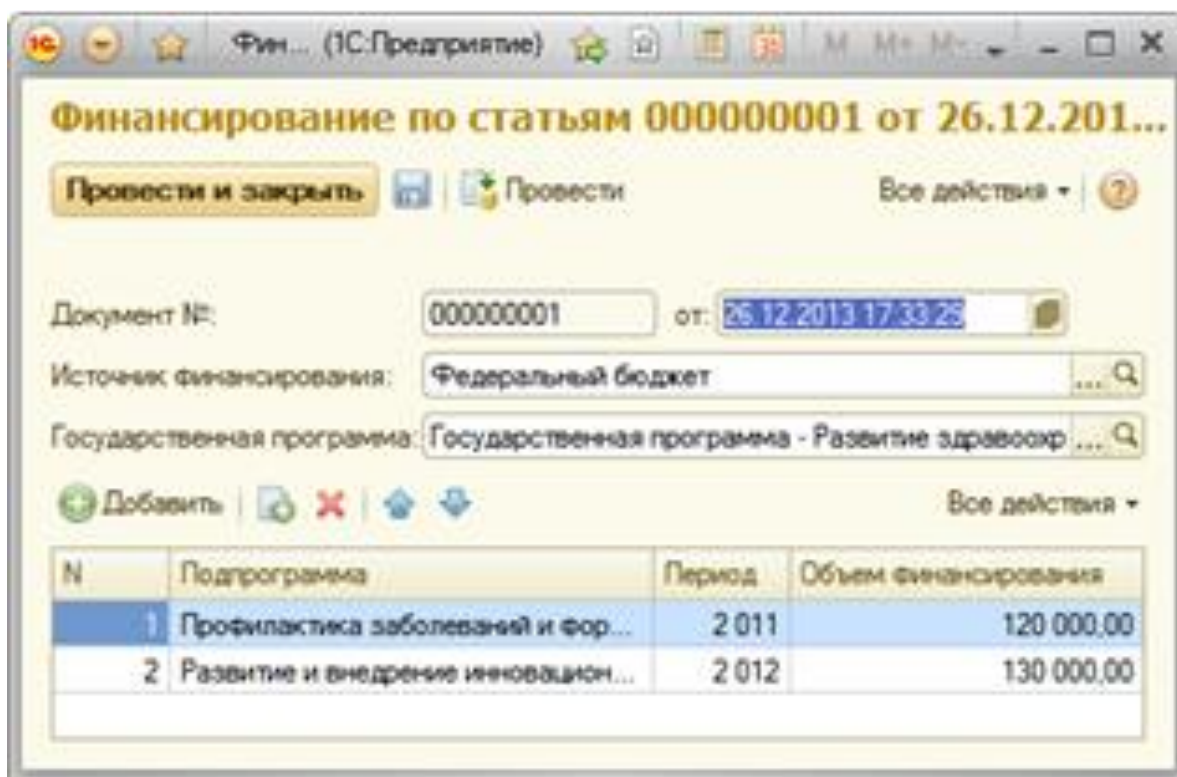 1С Фин... (1С:Предприятие) 31 M M+ M-
Финансирование по статьям 000000001 от 26.12.201...
Провести и закрыть Провести Все действия ?
Документ №: 000000001 от: 26.12.2013 17:33:29
Источник финансирования: Федеральный бюджет ...
Государственная программа: Государственная программа - Развитие здравоохр ...
Добавить Все действия
N Подпрограмма Период Объем финансирования
1 Профилактика заболеваний и фор... 2 011 120 000,00
2 Развитие и внедрение инновацион... 2 012 130 000,00